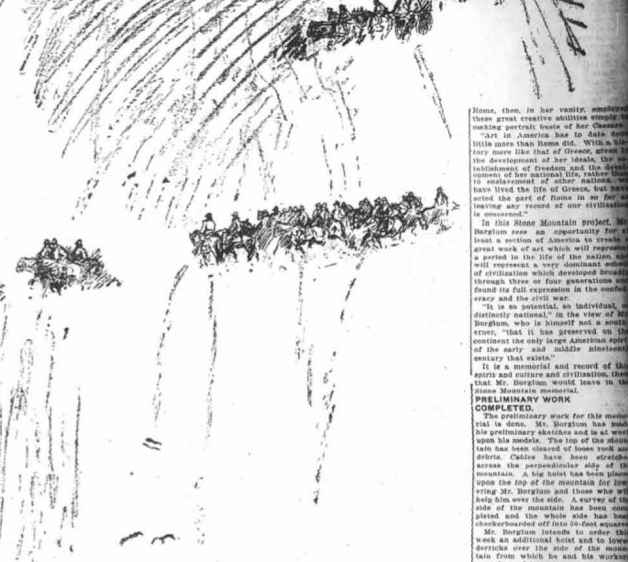 Rome, then, in her vanity, employed
these great creative abilities simply
making portrait busts of her Caesars.
"Art in America has to date done
little more than Rome did. With a his-
tory more like that of Greece, given
the development of her ideals, the es-
tablishment of freedom and the devel-
opment of her national life, rather than
to enslavement of other nations, we
have lived the life of Greece, but have
acted the part of Rome in so far as
leaving any record of our civilization
is concerned."
In this Stone Mountain project, Mr.
Borglum sees an opportunity for at
least a section of America to create a
great work of art which will represent
a period in the life of the nation and
will represent a very dominant
of civilization which developed broadly
through three or four generations and
found its full expression in the confed-
eracy and the civil war.
"It is so potential, so individual, so
distinctly national," in the view of Mr.
Borglum, who is himself not a south-
erner, "that it has preserved on the
continent the only large American spirit
of the early and middle nineteenth
century that exists."
It is a memorial and record of this
spirit and culture and civilization, then,
that Mr. Borglum would leave in the
Stone Mountain memorial.
PRELIMINARY WORK
COMPLETED.
The preliminary work for this memo-
rial is done. Mr. Borglum has made
his preliminary sketches and is at work
upon his models. The top of the moun-
tain has been cleared of loose rock and
debris. Cables have been stretched
across the perpendicular side of the
mountain. A big hoist has been placed
upon the top of the mountain for low-
ering Mr. Borglum and those who will
help him over the side. A survey of the
side of the mountain has been com-
pleted and the whole side has been
checkerboarded off into 50-foot squares.
Mr. Borglum intends to order this
week an additional hoist and to lower
derricks over the side of the moun-
tain from which he and his workers